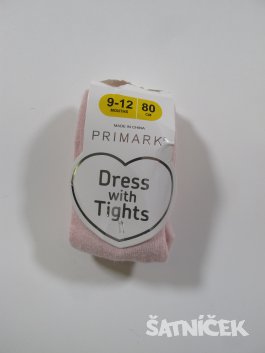 9-12
MONTHS
80
CM
MADE IN CHINA
PRIMARK
Dress
with
Tights
ŠATNÍČEK